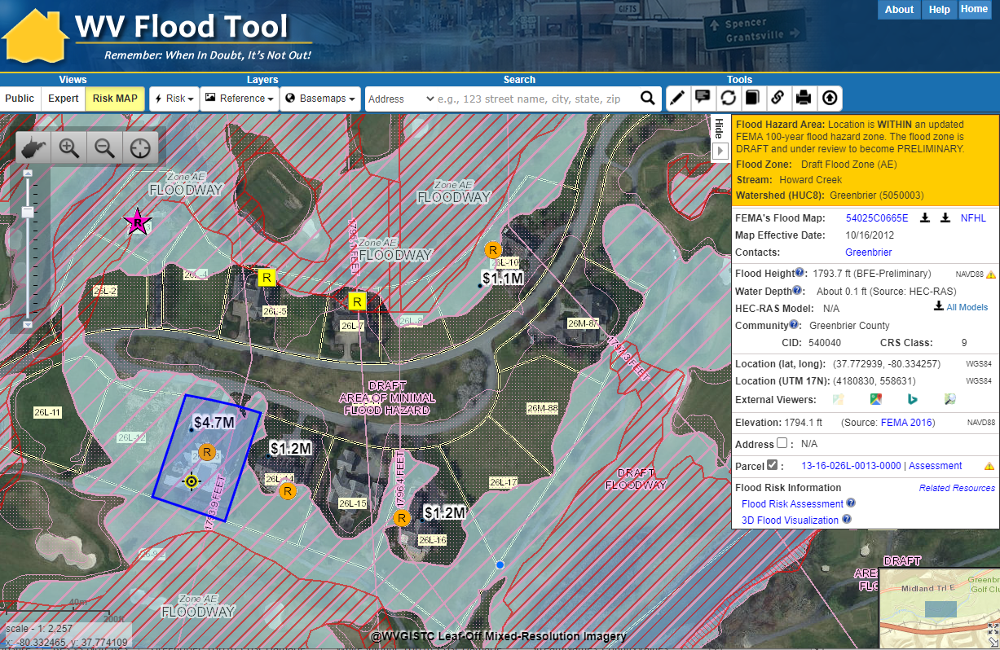 WV Flood Tool
Remember: When In Doubt, It's Not Out!
HOTEL
GIFTS
Spencer
Grantsville
About
Help
Home
Views
Layers
Search
Tools
Public
Expert
Risk MAP
Risk
Reference
Basemaps
Address
e.g., 123 street name, city, state, zip
Hide
Flood Hazard Area: Location is WITHIN an updated
FEMA 100-year flood hazard zone. The flood zone is
DRAFT and under review to become PRELIMINARY.
Flood Zone: Draft Flood Zone (AE)
Stream: Howard Creek
Watershed (HUC8): Greenbrier (5050003)
FEMA's Flood Map: 54025C0665E NFHL
Map Effective Date: 10/16/2012
Contacts: Greenbrier
Flood Height: 1793.7 ft (BFE-Preliminary) NAVD88
Water Depth: About 0.1 ft (Source: HEC-RAS)
HEC-RAS Model: N/A All Models
Community: Greenbrier County
CID: 540040 CRS Class: 9
Location (lat, long): (37.772939, -80.334257) WGS84
Location (UTM 17N): (4180830, 558631) WGS84
External Viewers:
Elevation: 1794.1 ft (Source: FEMA 2016) NAVD88
Address : N/A
Parcel : 13-16-026L-0013-0000 | Assessment
Flood Risk Information Related Resources
Flood Risk Assessment
3D Flood Visualization
Zone AE
FLOODWAY
Zone AE
FLOODWAY
Zone AE
FLOODWAY
R
R
26L-10
$1.1M
26L-2
26L-4
R
26L-5
R
26L-7
26L-8
26M-87
1794.3 FEET
DRAFT
AREA OF MINIMAL
FLOOD HAZARD
26M-88
26L-11
26L-12
$4.7M
R
$1.2M
26L-14
R
1796.4 FEET
26L-15
26L-17
DRAFT
FLOODWAY
1793.9 FEET
R
$1.2M
26L-16
Zone AE
FLOODWAY
DRAFT
Midland Trl E
Golf Clu
40m
200ft
scale - 1: 2,257
x: -80.332465, y: 37.774109
@WVGISTC Leaf-Off Mixed-Resolution Imagery